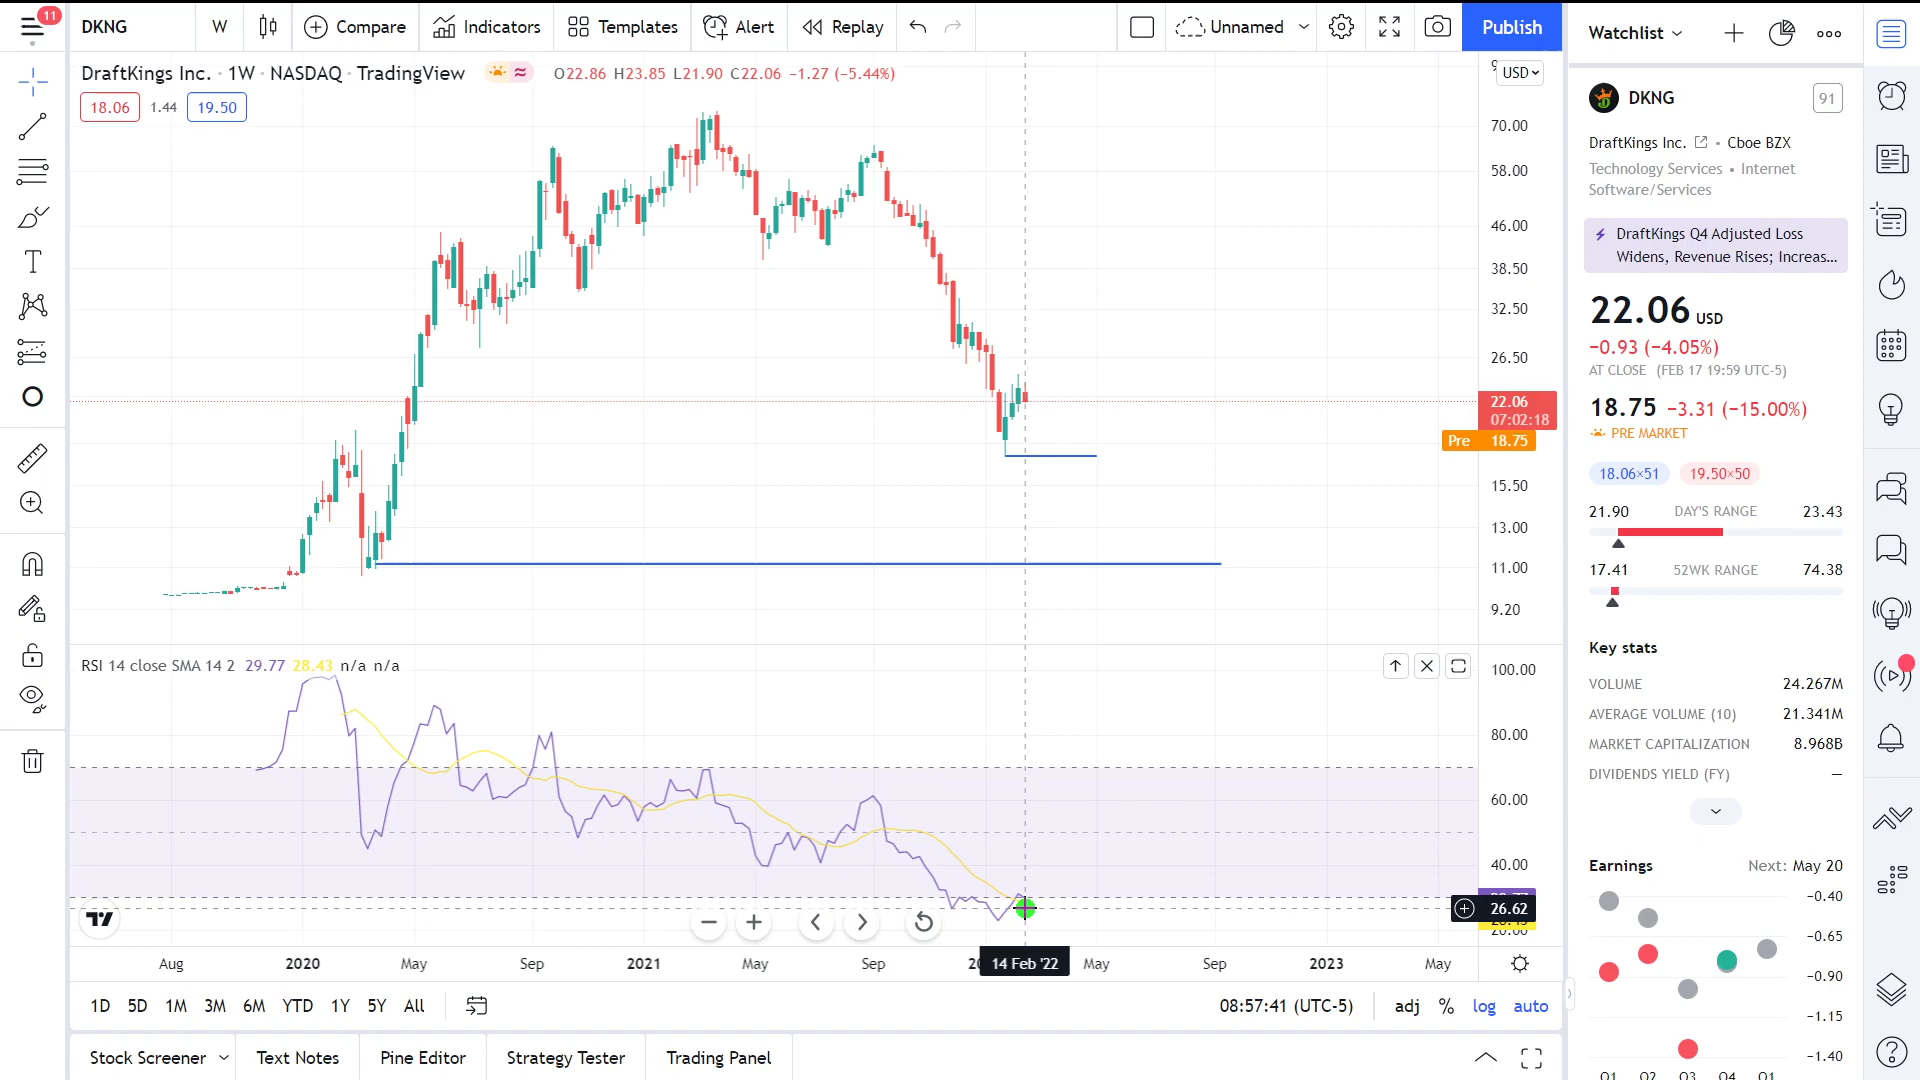 11
DKNG
W
Compare
Indicators
Templates
Alert
Replay
Unnamed
Publish
DraftKings Inc. · 1W · NASDAQ · TradingView
O22.86 H23.85 L21.90 C22.06 −1.27 (−5.44%)
18.06 1.44 19.50
USD
70.00
58.00
46.00
38.50
32.50
26.50
22.06
07:02:18
Pre 18.75
15.50
13.00
11.00
9.20
RSI 14 close SMA 14 2 29.77 28.43 n/a n/a
100.00
80.00
60.00
40.00
26.62
20.00
Aug 2020 May Sep 2021 May Sep 14 Feb '22 May Sep 2023 May
1D 5D 1M 3M 6M YTD 1Y 5Y All
08:57:41 (UTC-5)
adj % log auto
Stock Screener
Text Notes
Pine Editor
Strategy Tester
Trading Panel
Watchlist
DKNG
91
DraftKings Inc. • Cboe BZX
Technology Services • Internet
Software/Services
DraftKings Q4 Adjusted Loss
Widens, Revenue Rises; Increas...
22.06 USD
−0.93 (−4.05%)
AT CLOSE (FEB 17 19:59 UTC-5)
18.75 −3.31 (−15.00%)
PRE MARKET
18.06×51 19.50×50
21.90 DAY'S RANGE 23.43
17.41 52WK RANGE 74.38
Key stats
VOLUME 24.267M
AVERAGE VOLUME (10) 21.341M
MARKET CAPITALIZATION 8.968B
DIVIDENDS YIELD (FY) —
Earnings Next: May 20
−0.40
−0.65
−0.90
−1.15
−1.40
Q1 Q2 Q3 Q4 Q1